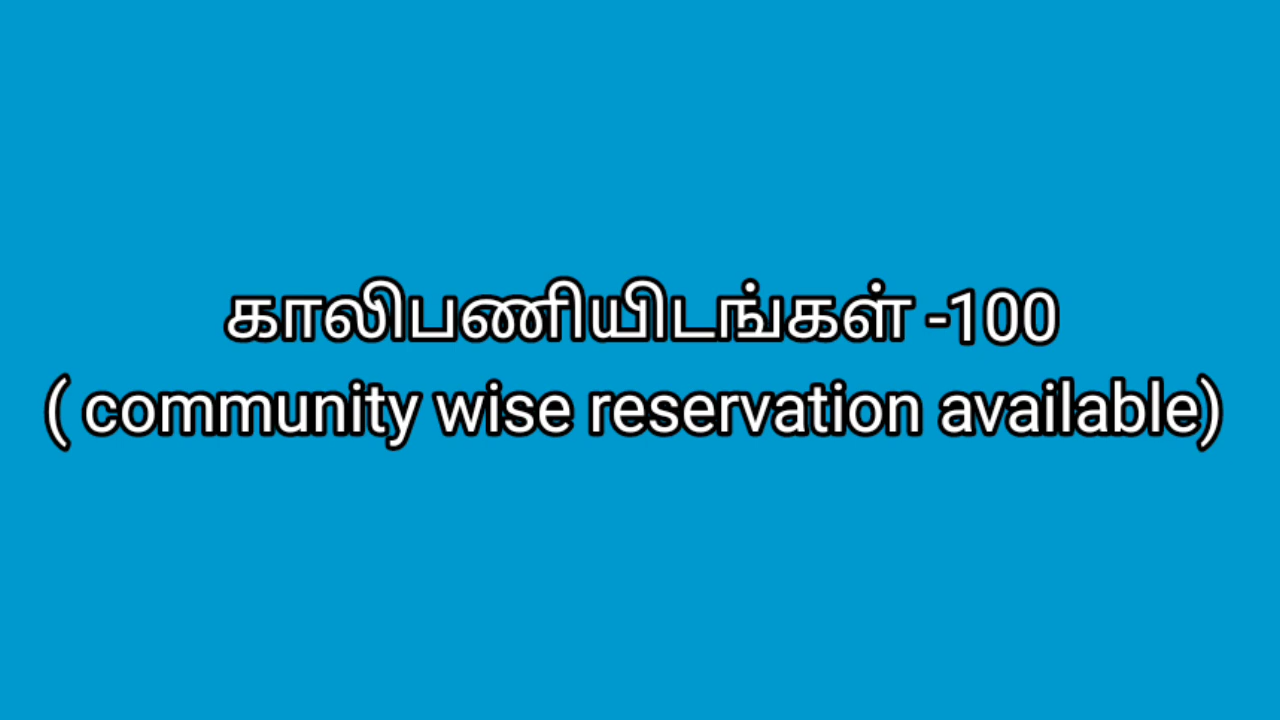 காலிபணியிடங்கள் -100
( community wise reservation available)